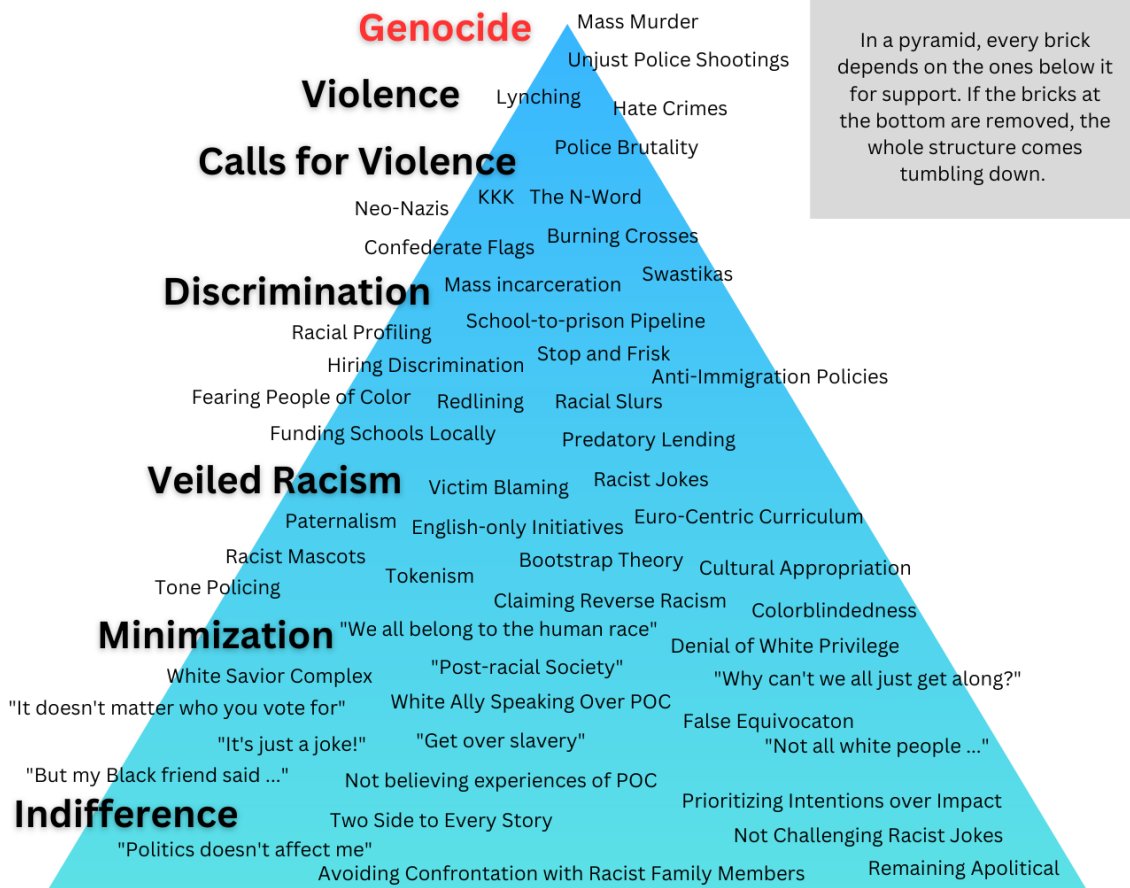 Genocide
Mass Murder
Unjust Police Shootings
In a pyramid, every brick
depends on the ones below it
for support. If the bricks at
the bottom are removed, the
whole structure comes
tumbling down.
Violence
Lynching
Hate Crimes
Police Brutality
Calls for Violence
KKK
The N-Word
Neo-Nazis
Burning Crosses
Confederate Flags
Swastikas
Discrimination
Mass incarceration
School-to-prison Pipeline
Racial Profiling
Stop and Frisk
Hiring Discrimination
Anti-Immigration Policies
Fearing People of Color
Redlining
Racial Slurs
Funding Schools Locally
Predatory Lending
Veiled Racism
Victim Blaming
Racist Jokes
Paternalism
English-only Initiatives
Euro-Centric Curriculum
Racist Mascots
Tokenism
Bootstrap Theory
Cultural Appropriation
Tone Policing
Claiming Reverse Racism
Colorblindedness
Minimization
"We all belong to the human race"
Denial of White Privilege
White Savior Complex
"Post-racial Society"
"Why can't we all just get along?"
"It doesn't matter who you vote for"
White Ally Speaking Over POC
False Equivocaton
"It's just a joke!"
"Get over slavery"
"Not all white people ..."
"But my Black friend said ..."
Not believing experiences of POC
Indifference
Prioritizing Intentions over Impact
Two Side to Every Story
Not Challenging Racist Jokes
"Politics doesn't affect me"
Avoiding Confrontation with Racist Family Members
Remaining Apolitical